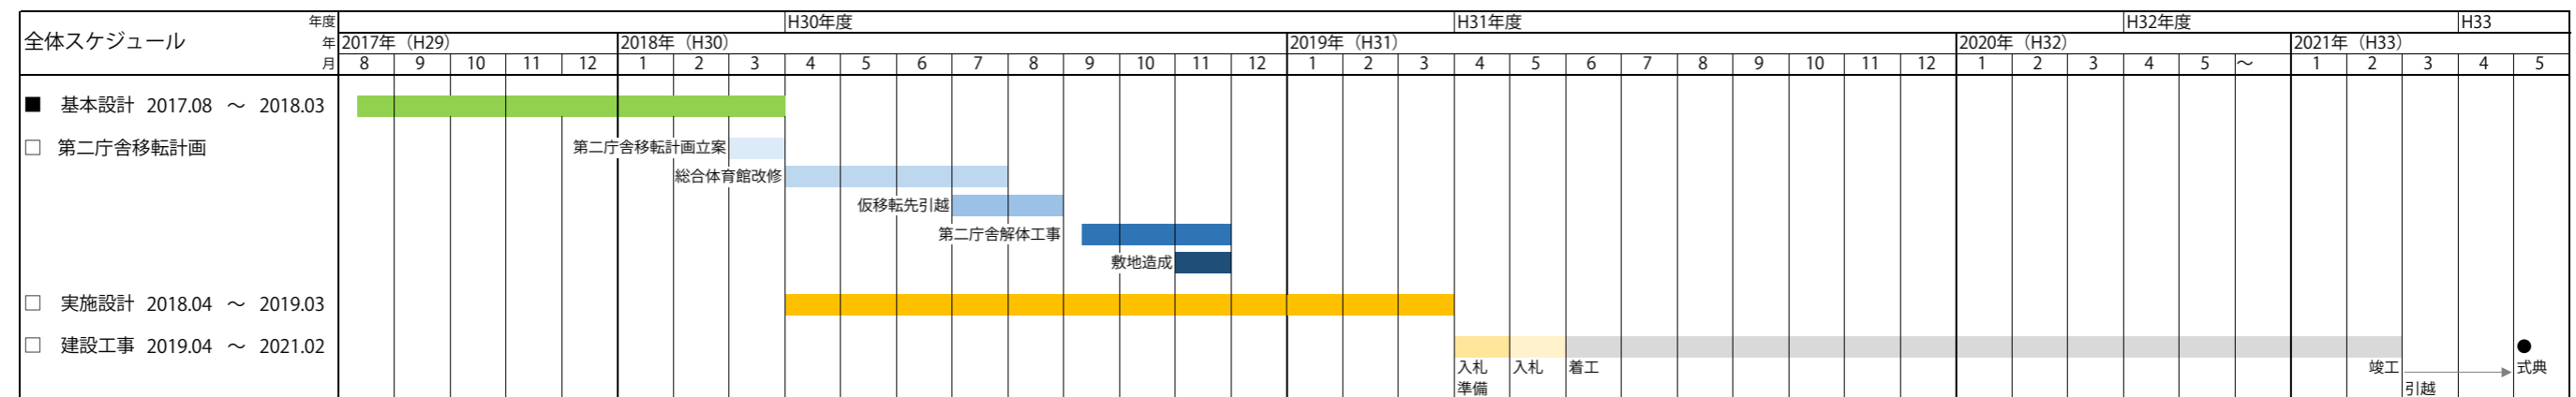 年度 H30年度 H31年度 H32年度 H33
全体スケジュール
年 2017年（H29） 2018年（H30） 2019年（H31） 2020年（H32） 2021年（H33）
月 8 9 10 11 12 1 2 3 4 5 6 7 8 9 10 11 12 1 2 3 4 5 6 7 8 9 10 11 12 1 2 3 4 5 ～ 1 2 3 4 5
■ 基本設計 2017.08 ～ 2018.03
□ 第二庁舎移転計画 第二庁舎移転計画立案
総合体育館改修
仮移転先引越
第二庁舎解体工事
敷地造成
□ 実施設計 2018.04 ～ 2019.03
□ 建設工事 2019.04 ～ 2021.02
入札 入札 着工 竣工 式典
準備 引越